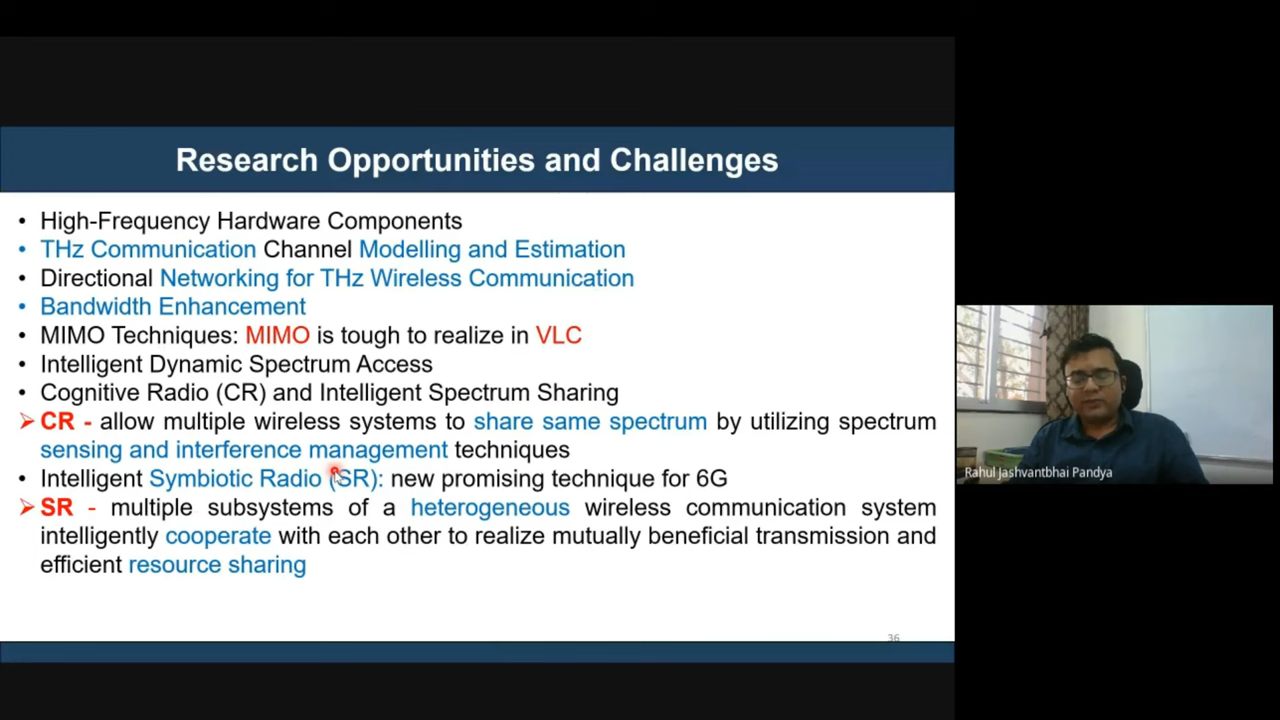 Research Opportunities and Challenges
• High-Frequency Hardware Components
• THz Communication Channel Modelling and Estimation
• Directional Networking for THz Wireless Communication
• Bandwidth Enhancement
• MIMO Techniques: MIMO is tough to realize in VLC
• Intelligent Dynamic Spectrum Access
• Cognitive Radio (CR) and Intelligent Spectrum Sharing
➢ CR - allow multiple wireless systems to share same spectrum by utilizing spectrum
sensing and interference management techniques
• Intelligent Symbiotic Radio (SR): new promising technique for 6G
➢ SR - multiple subsystems of a heterogeneous wireless communication system
intelligently cooperate with each other to realize mutually beneficial transmission and
efficient resource sharing
36
Rahul Jashvantbhai Pandya